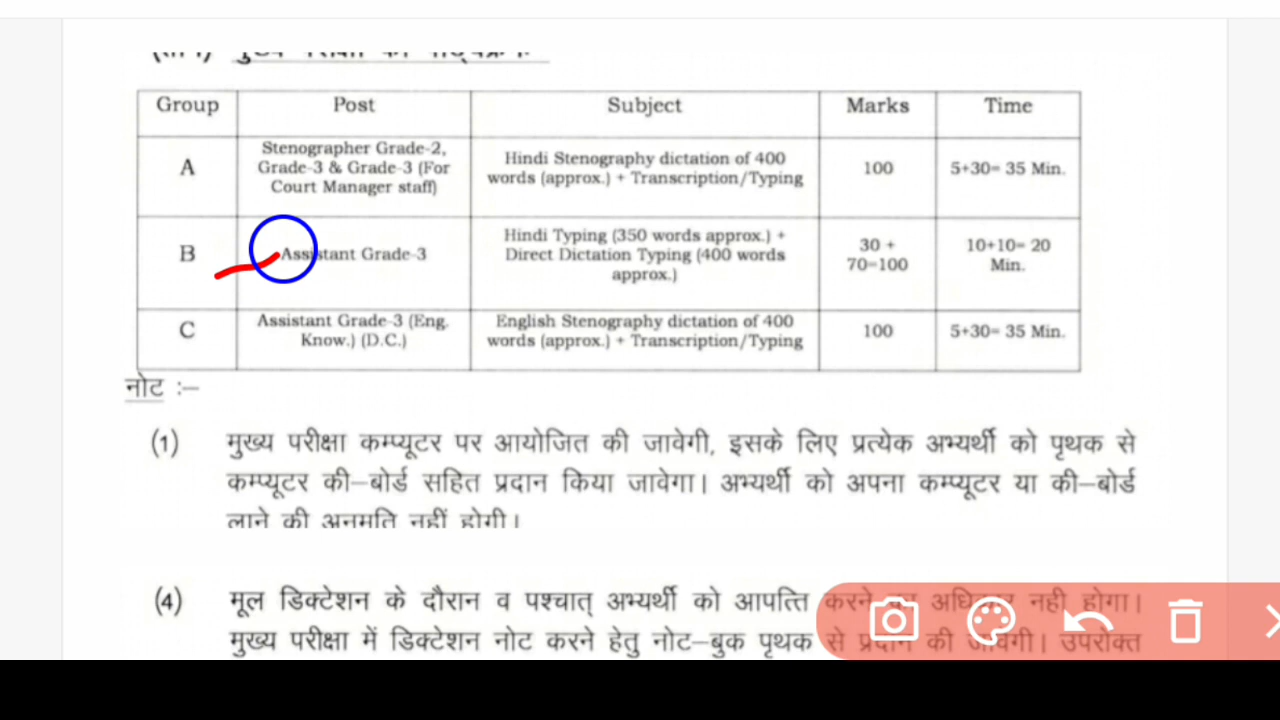 Group Post Subject Marks Time
A
Stenographer Grade-2,
Grade-3 & Grade-3 (For
Court Manager staff)
Hindi Stenography dictation of 400
words (approx.) + Transcription/Typing
100
5+30= 35 Min.
B
Assistant Grade-3
Hindi Typing (350 words approx.) +
Direct Dictation Typing (400 words
approx.)
30 +
70=100
10+10= 20
Min.
C
Assistant Grade-3 (Eng.
Know.) (D.C.)
English Stenography dictation of 400
words (approx.) + Transcription/Typing
100
5+30= 35 Min.
नोट :–
(1) मुख्य परीक्षा कम्प्यूटर पर आयोजित की जावेगी, इसके लिए प्रत्येक अभ्यर्थी को पृथक से
कम्प्यूटर की–बोर्ड सहित प्रदान किया जावेगा। अभ्यर्थी को अपना कम्प्यूटर या की–बोर्ड
लाने की अनुमति नहीं होगी।
(4) मूल डिक्टेशन के दौरान व पश्चात् अभ्यर्थी को आपत्ति करने का अधिकार नही होगा।
मुख्य परीक्षा में डिक्टेशन नोट करने हेतु नोट–बुक पृथक से प्रदान की जावेगी। उपरोक्त